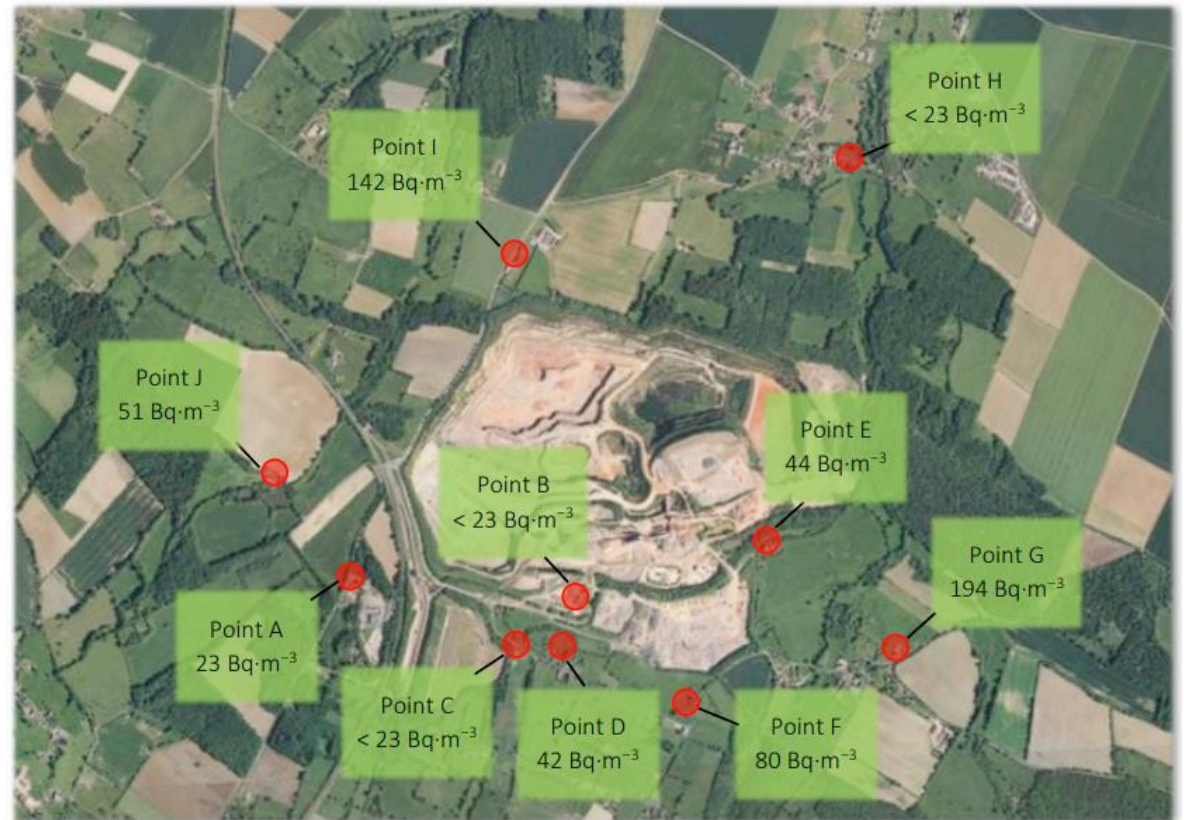 Point H
< 23 Bq·m⁻³
Point I
142 Bq·m⁻³
Point J
51 Bq·m⁻³
Point E
44 Bq·m⁻³
Point B
< 23 Bq·m⁻³
Point G
194 Bq·m⁻³
Point A
23 Bq·m⁻³
Point C
< 23 Bq·m⁻³
Point D
42 Bq·m⁻³
Point F
80 Bq·m⁻³